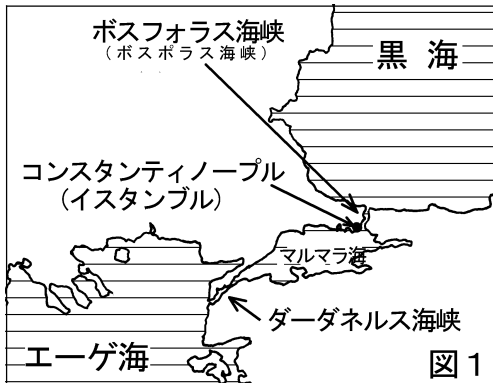 ボスフォラス海峡
（ボスポラス海峡）
黒 海
コンスタンティノープル
（イスタンブル）
マルマラ海
ダーダネルス海峡
エーゲ海
図１